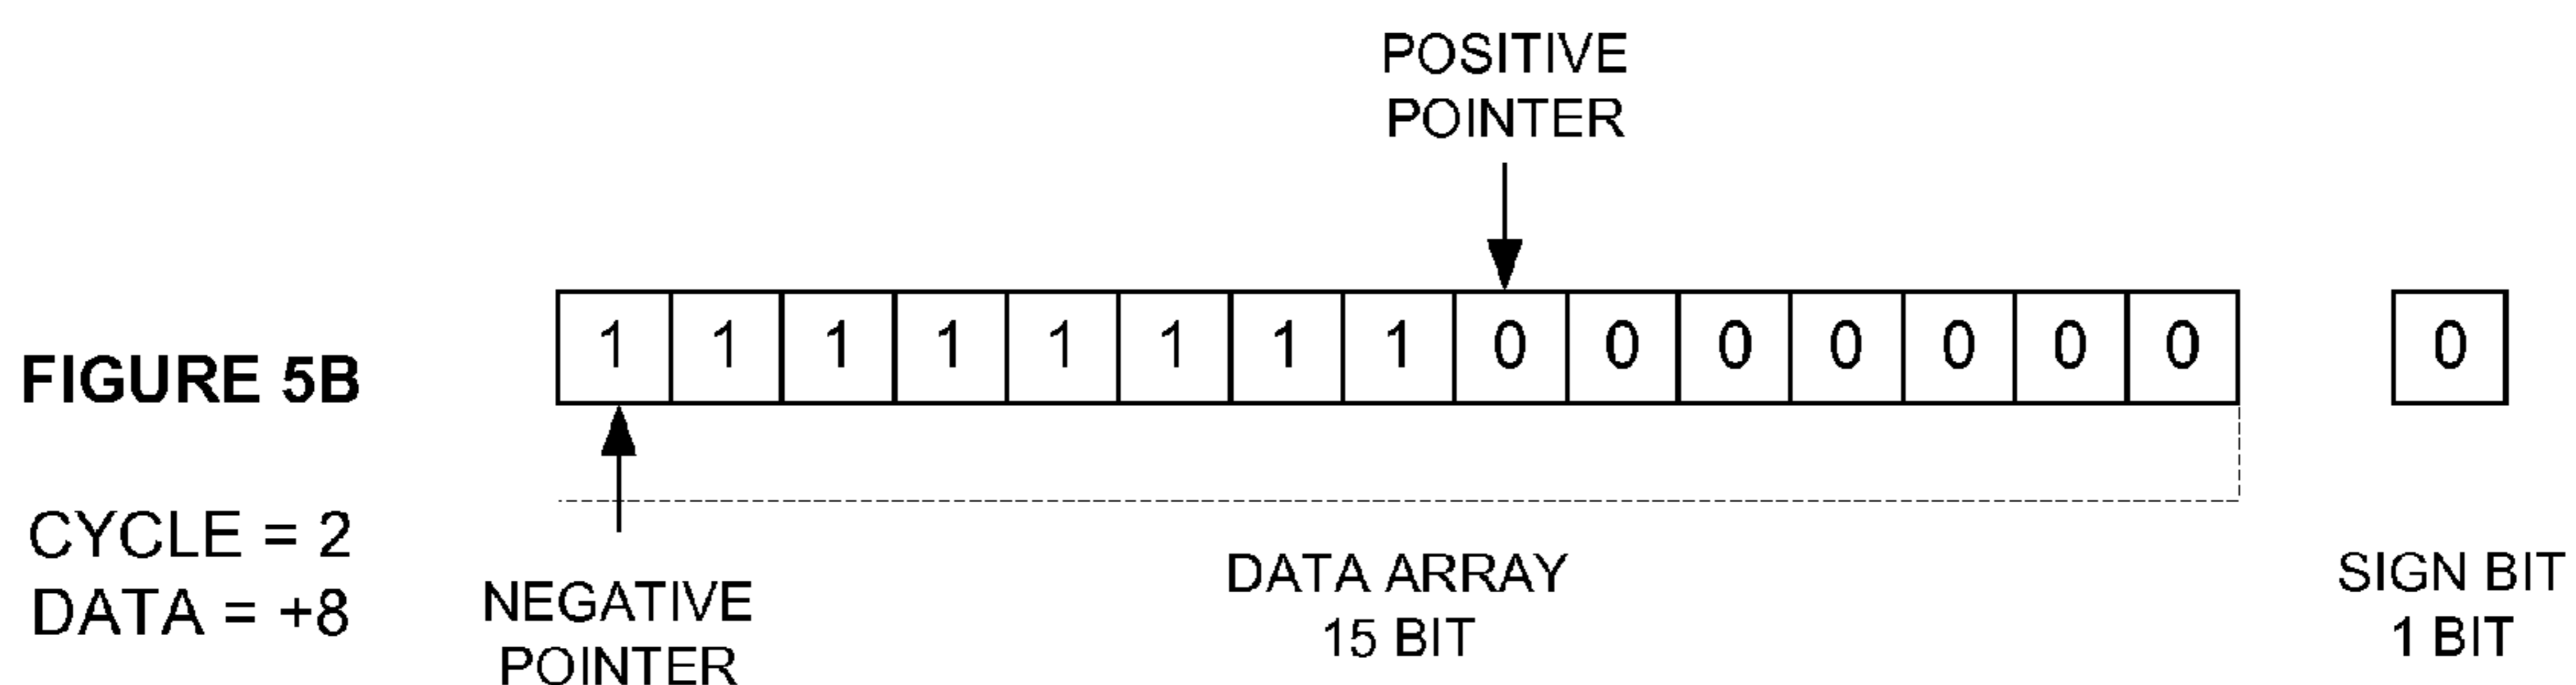 POSITIVE
POINTER
1 1 1 1 1 1 1 1 0 0 0 0 0 0 0 0
FIGURE 5B
CYCLE = 2
DATA = +8
NEGATIVE
POINTER
DATA ARRAY
15 BIT
SIGN BIT
1 BIT